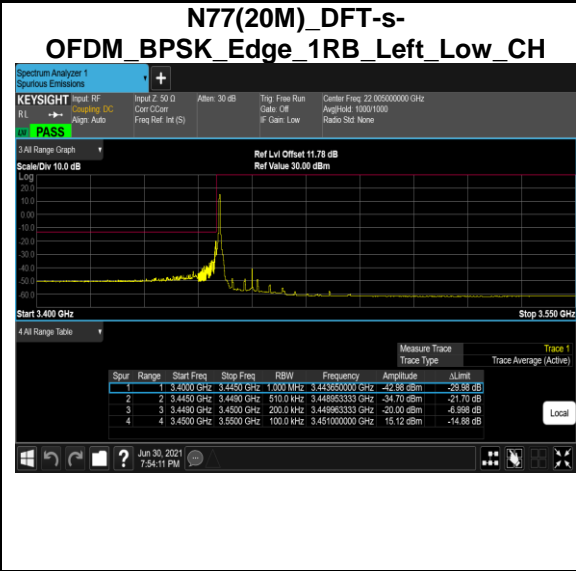 N77(20M)_DFT-s-
OFDM_BPSK_Edge_1RB_Left_Low_CH
Spectrum Analyzer 1
Spurious Emissions
KEYSIGHT Input: RF Input Z: 50 Ω Atten: 30 dB Trig: Free Run Center Freq: 22.005000000 GHz
RL Coupling: DC Corr CCorr Gate: Off Avg|Hold: 1000/1000
Align: Auto Freq Ref: Int (S) IF Gain: Low Radio Std: None
PASS
3 All Range Graph
Ref Lvl Offset 11.78 dB
Scale/Div 10.0 dB Ref Value 30.00 dBm
Log
20.0
10.0
0.00
-10.0
-20.0
-30.0
-40.0
-50.0
-60.0
Start 3.400 GHz Stop 3.550 GHz
4 All Range Table
Measure Trace Trace 1
Trace Type Trace Average (Active)
Spur Range Start Freq Stop Freq RBW Frequency Amplitude ΔLimit
1 1 3.4000 GHz 3.4450 GHz 1.000 MHz 3.443650000 GHz -42.98 dBm -29.98 dB
2 2 3.4450 GHz 3.4490 GHz 510.0 kHz 3.448953333 GHz -34.70 dBm -21.70 dB
3 3 3.4490 GHz 3.4500 GHz 200.0 kHz 3.449963333 GHz -20.00 dBm -6.998 dB
4 4 3.4500 GHz 3.5500 GHz 100.0 kHz 3.451000000 GHz 15.12 dBm -14.88 dB
Local
Jun 30, 2021
7:54:11 PM